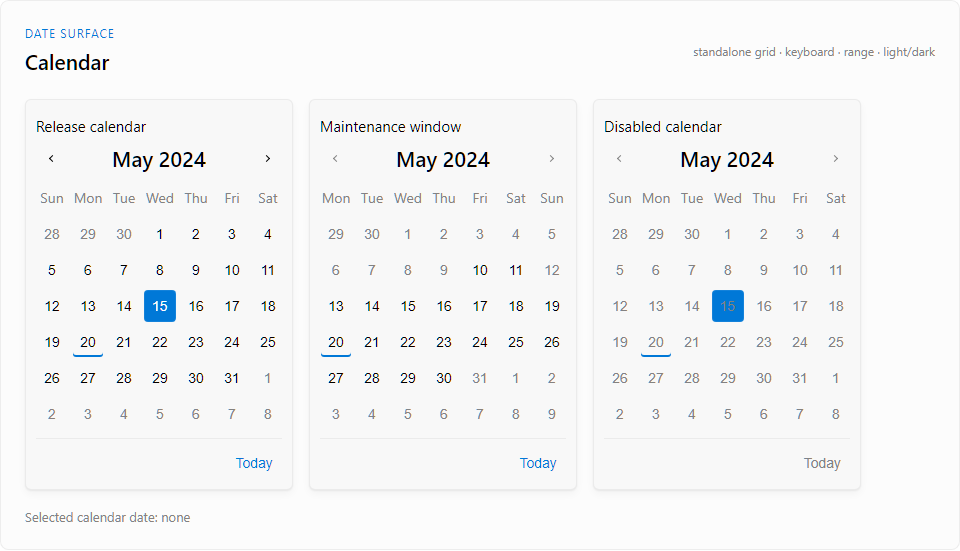 DATE SURFACE
Calendar
standalone grid · keyboard · range · light/dark
Release calendar
‹ May 2024 ›
Sun Mon Tue Wed Thu Fri Sat
28 29 30 1 2 3 4
5 6 7 8 9 10 11
12 13 14 15 16 17 18
19 20 21 22 23 24 25
26 27 28 29 30 31 1
2 3 4 5 6 7 8
Today
Maintenance window
‹ May 2024 ›
Mon Tue Wed Thu Fri Sat Sun
29 30 1 2 3 4 5
6 7 8 9 10 11 12
13 14 15 16 17 18 19
20 21 22 23 24 25 26
27 28 29 30 31 1 2
3 4 5 6 7 8 9
Today
Disabled calendar
‹ May 2024 ›
Sun Mon Tue Wed Thu Fri Sat
28 29 30 1 2 3 4
5 6 7 8 9 10 11
12 13 14 15 16 17 18
19 20 21 22 23 24 25
26 27 28 29 30 31 1
2 3 4 5 6 7 8
Today
Selected calendar date: none